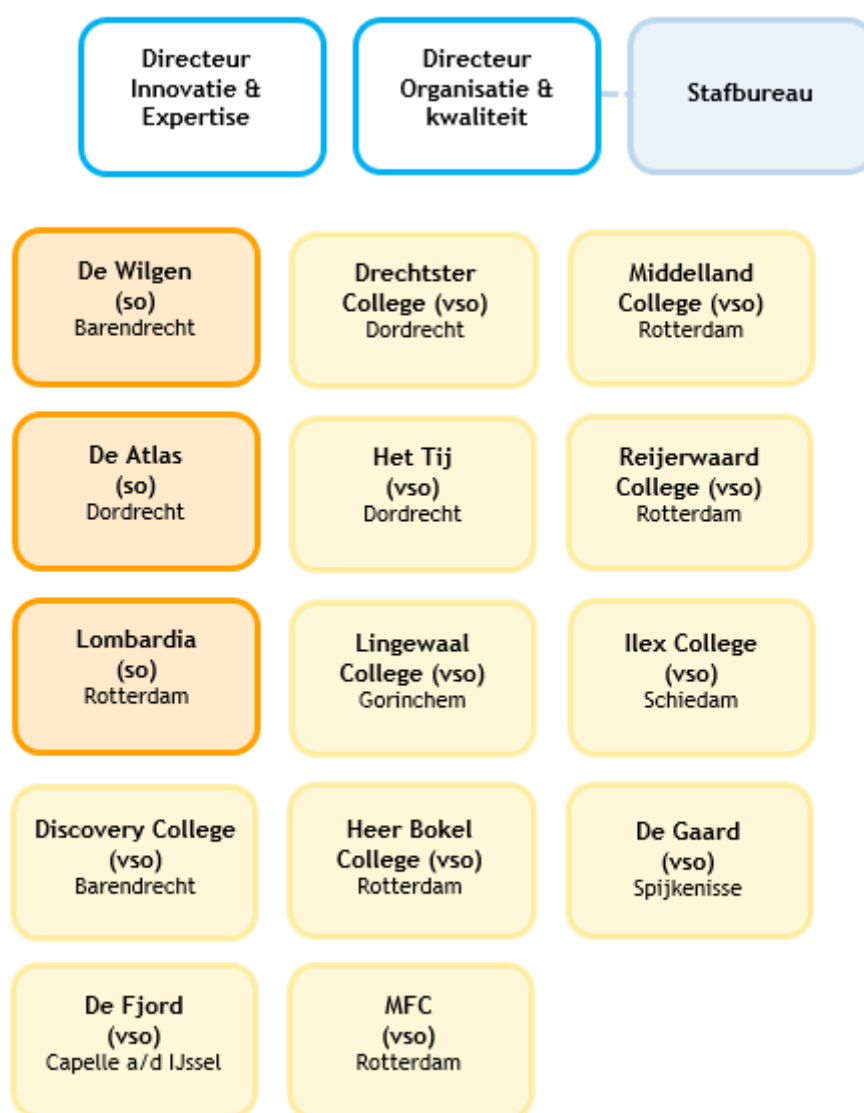 Directeur
Innovatie &
Expertise
Directeur
Organisatie &
kwaliteit
Stafbureau
De Wilgen
(so)
Barendrecht
Drechtster
College (vso)
Dordrecht
Middelland
College (vso)
Rotterdam
De Atlas
(so)
Dordrecht
Het Tij
(vso)
Dordrecht
Reijerwaard
College (vso)
Rotterdam
Lombardia
(so)
Rotterdam
Lingewaal
College (vso)
Gorinchem
Ilex College
(vso)
Schiedam
Discovery College
(vso)
Barendrecht
Heer Bokel
College (vso)
Rotterdam
De Gaard
(vso)
Spijkenisse
De Fjord
(vso)
Capelle a/d IJssel
MFC
(vso)
Rotterdam